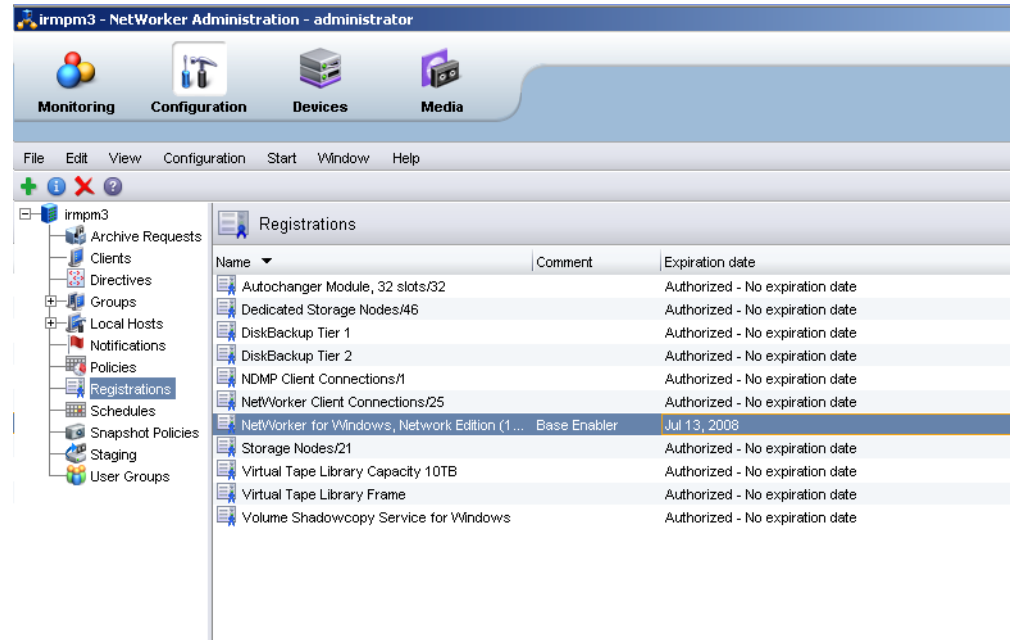 irmpm3 - NetWorker Administration - administrator
Monitoring Configuration Devices Media
File Edit View Configuration Start Window Help
irmpm3
Archive Requests
Clients
Directives
Groups
Local Hosts
Notifications
Policies
Registrations
Schedules
Snapshot Policies
Staging
User Groups
Registrations
Name Comment Expiration date
Autochanger Module, 32 slots/32 Authorized - No expiration date
Dedicated Storage Nodes/46 Authorized - No expiration date
DiskBackup Tier 1 Authorized - No expiration date
DiskBackup Tier 2 Authorized - No expiration date
NDMP Client Connections/1 Authorized - No expiration date
NetWorker Client Connections/25 Authorized - No expiration date
NetWorker for Windows, Network Edition (1... Base Enabler Jul 13, 2008
Storage Nodes/21 Authorized - No expiration date
Virtual Tape Library Capacity 10TB Authorized - No expiration date
Virtual Tape Library Frame Authorized - No expiration date
Volume Shadowcopy Service for Windows Authorized - No expiration date